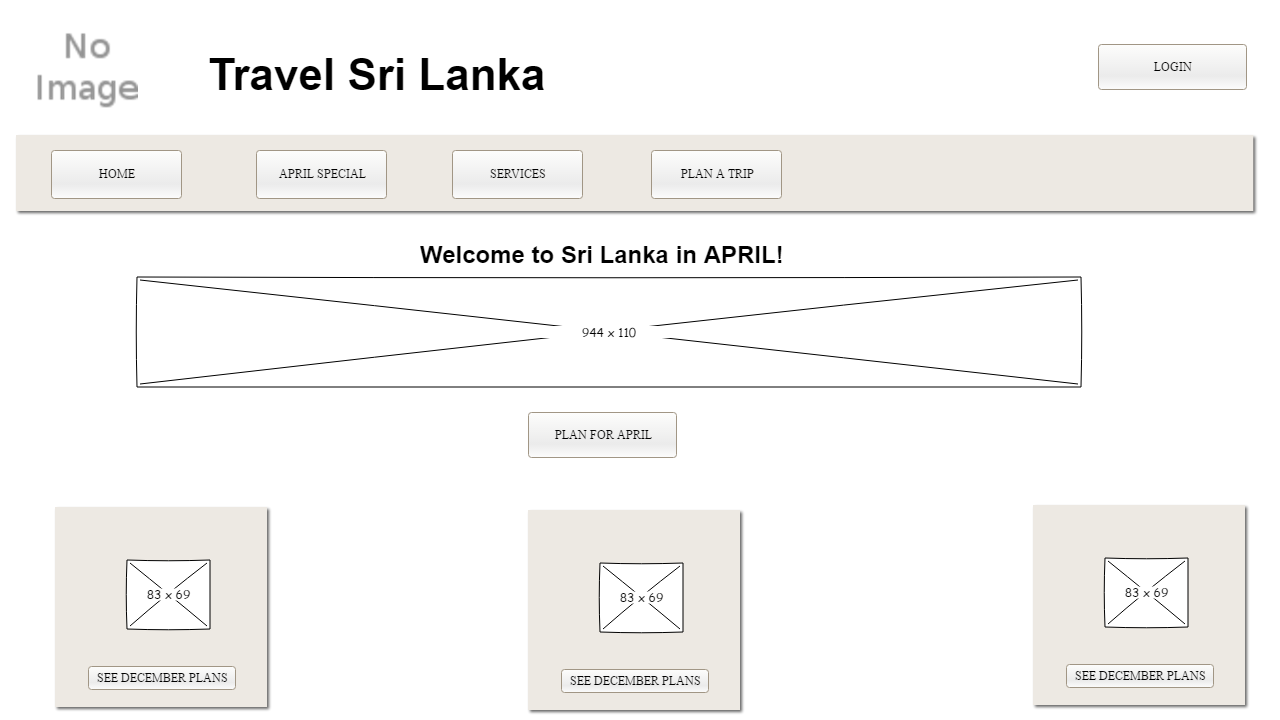 No
Image
Travel Sri Lanka
LOGIN
HOME
APRIL SPECIAL
SERVICES
PLAN A TRIP
Welcome to Sri Lanka in APRIL!
944 x 110
PLAN FOR APRIL
83 x 69
83 x 69
83 x 69
SEE DECEMBER PLANS
SEE DECEMBER PLANS
SEE DECEMBER PLANS